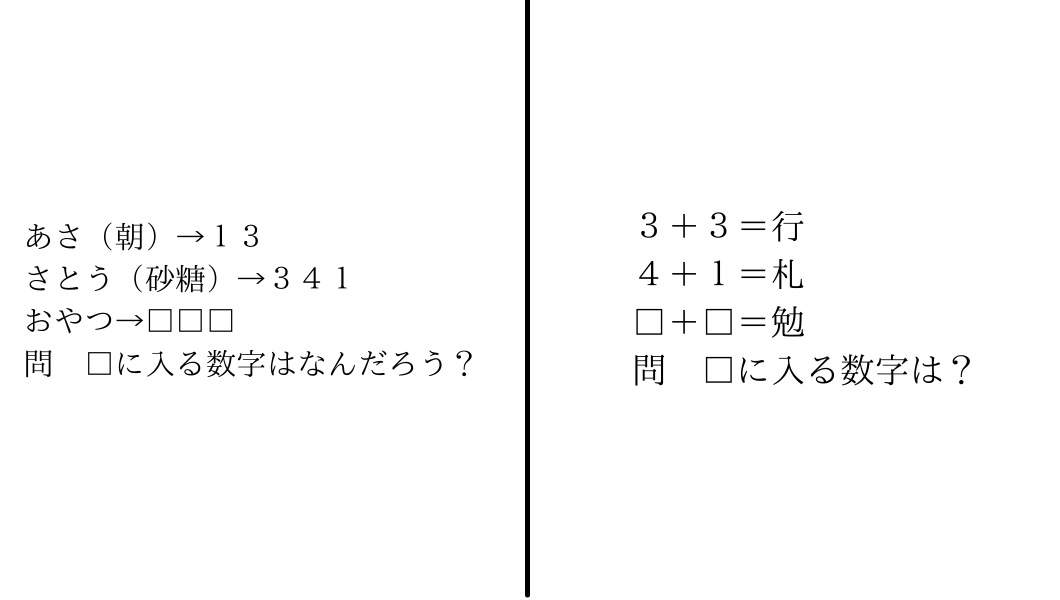 あさ（朝）→１３
さとう（砂糖）→３４１
おやつ→□□□
問　□に入る数字はなんだろう？
３＋３＝行
４＋１＝札
□＋□＝勉
問　□に入る数字は？